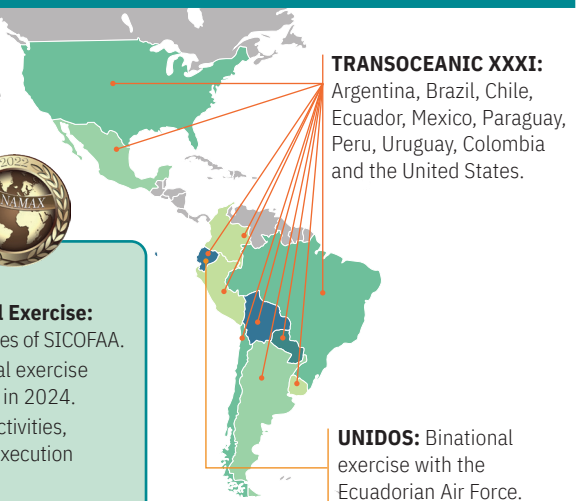 TRANSOCEANIC XXXI:
Argentina, Brazil, Chile,
Ecuador, Mexico, Paraguay,
Peru, Uruguay, Colombia
and the United States.
2022
NAMAX
Exercise:
es of SICOFAA.
al exercise
in 2024.
ctivities,
xecution
UNIDOS: Binational
exercise with the
Ecuadorian Air Force.